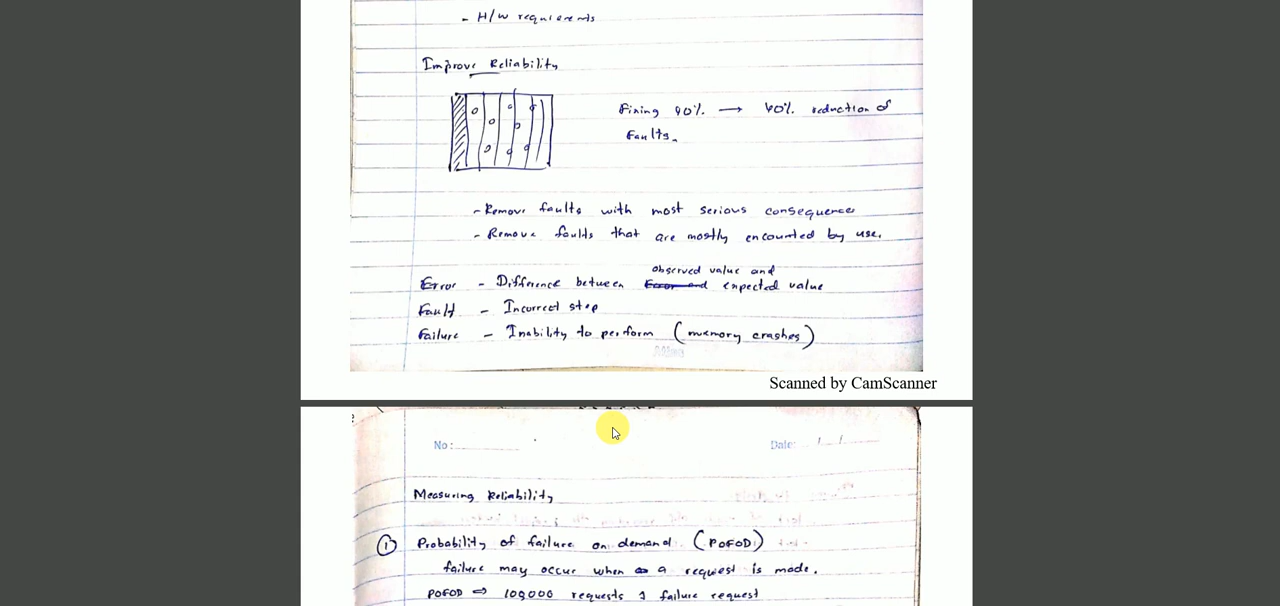 - H/W requirements
Improve Reliability
Fixing 40% → 40% reduction of
Faults.
- Remove faults with most serious consequences
- Remove faults that are mostly encounted by use.
observed value and
Error - Difference between Error and expected value
Fault - Incorrect step
Failure - Inability to perform (memory crashes)
Atlas
Scanned by CamScanner
No:
Date: / /
Measuring Reliability
① Probability of failure on demand. (POFOD)
failure may occur when a request is made.
POFOD ⇒ 100,000 requests 1 failure request